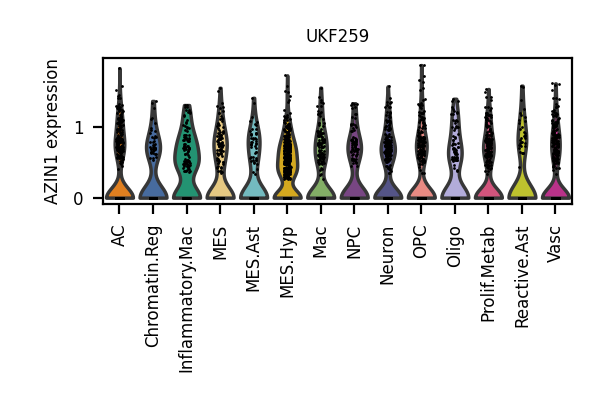 UKF259
AZIN1 expression
1
0
AC
Chromatin.Reg
Inflammatory.Mac
MES
MES.Ast
MES.Hyp
Mac
NPC
Neuron
OPC
Oligo
Prolif.Metab
Reactive.Ast
Vasc